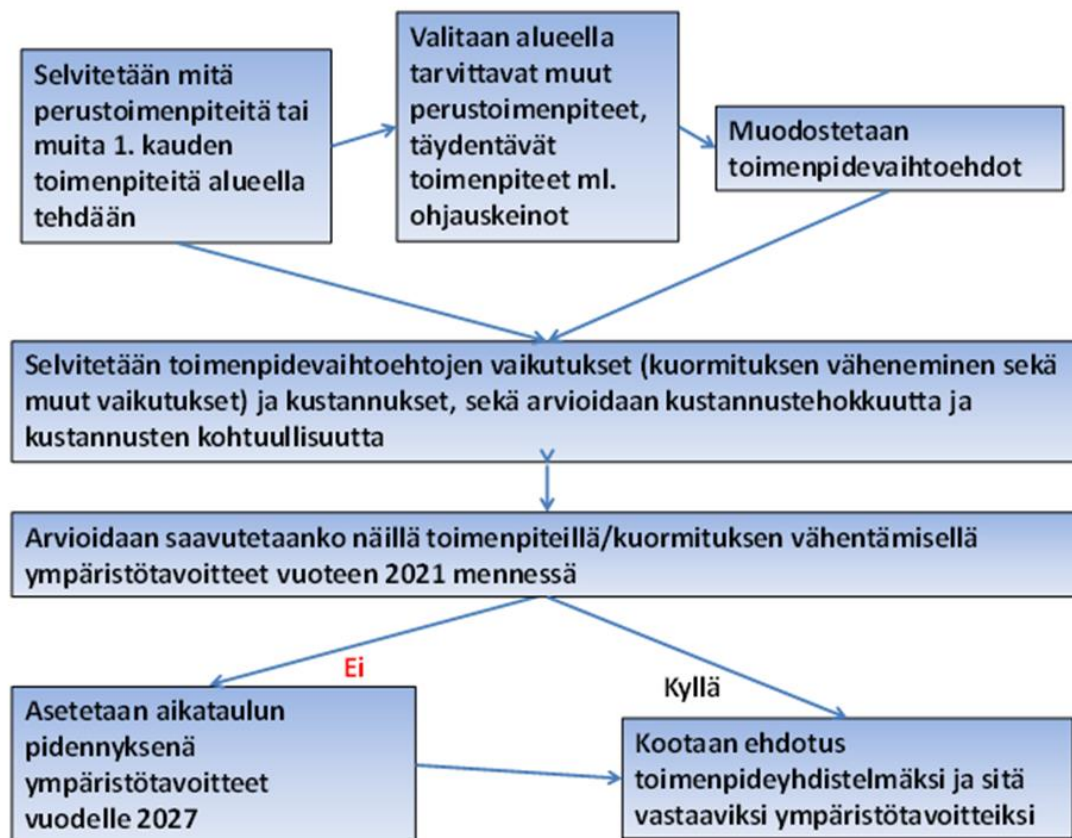 Selvitetään mitä
perustoimenpiteitä tai
muita 1. kauden
toimenpiteitä alueella
tehdään
Valitaan alueella
tarvittavat muut
perustoimenpiteet,
täydentävät
toimenpiteet ml.
ohjauskeinot
Muodostetaan
toimenpidevaihtoehdot
Selvitetään toimenpidevaihtoehtojen vaikutukset (kuormituksen väheneminen sekä
muut vaikutukset) ja kustannukset, sekä arvioidaan kustannustehokkuutta ja
kustannusten kohtuullisuutta
Arvioidaan saavutetaanko näillä toimenpiteillä/kuormituksen vähentämisellä
ympäristötavoitteet vuoteen 2021 mennessä
Ei
Kyllä
Asetetaan aikataulun
pidennyksenä
ympäristötavoitteet
vuodelle 2027
Kootaan ehdotus
toimenpideyhdistelmäksi ja sitä
vastaaviksi ympäristötavoitteiksi